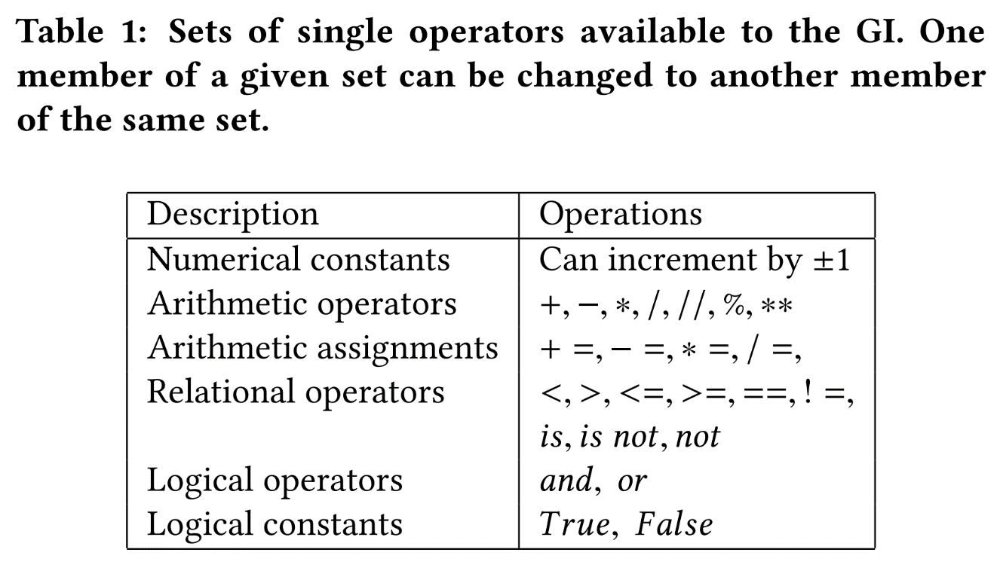 Table 1: Sets of single operators available to the GI. One
member of a given set can be changed to another member
of the same set.
Description Operations
Numerical constants Can increment by ±1
Arithmetic operators +, −, *, /, //, %, **
Arithmetic assignments + =, − =, * =, / =,
Relational operators <, >, <=, >=, ==, ! =,
is, is not, not
Logical operators and, or
Logical constants True, False